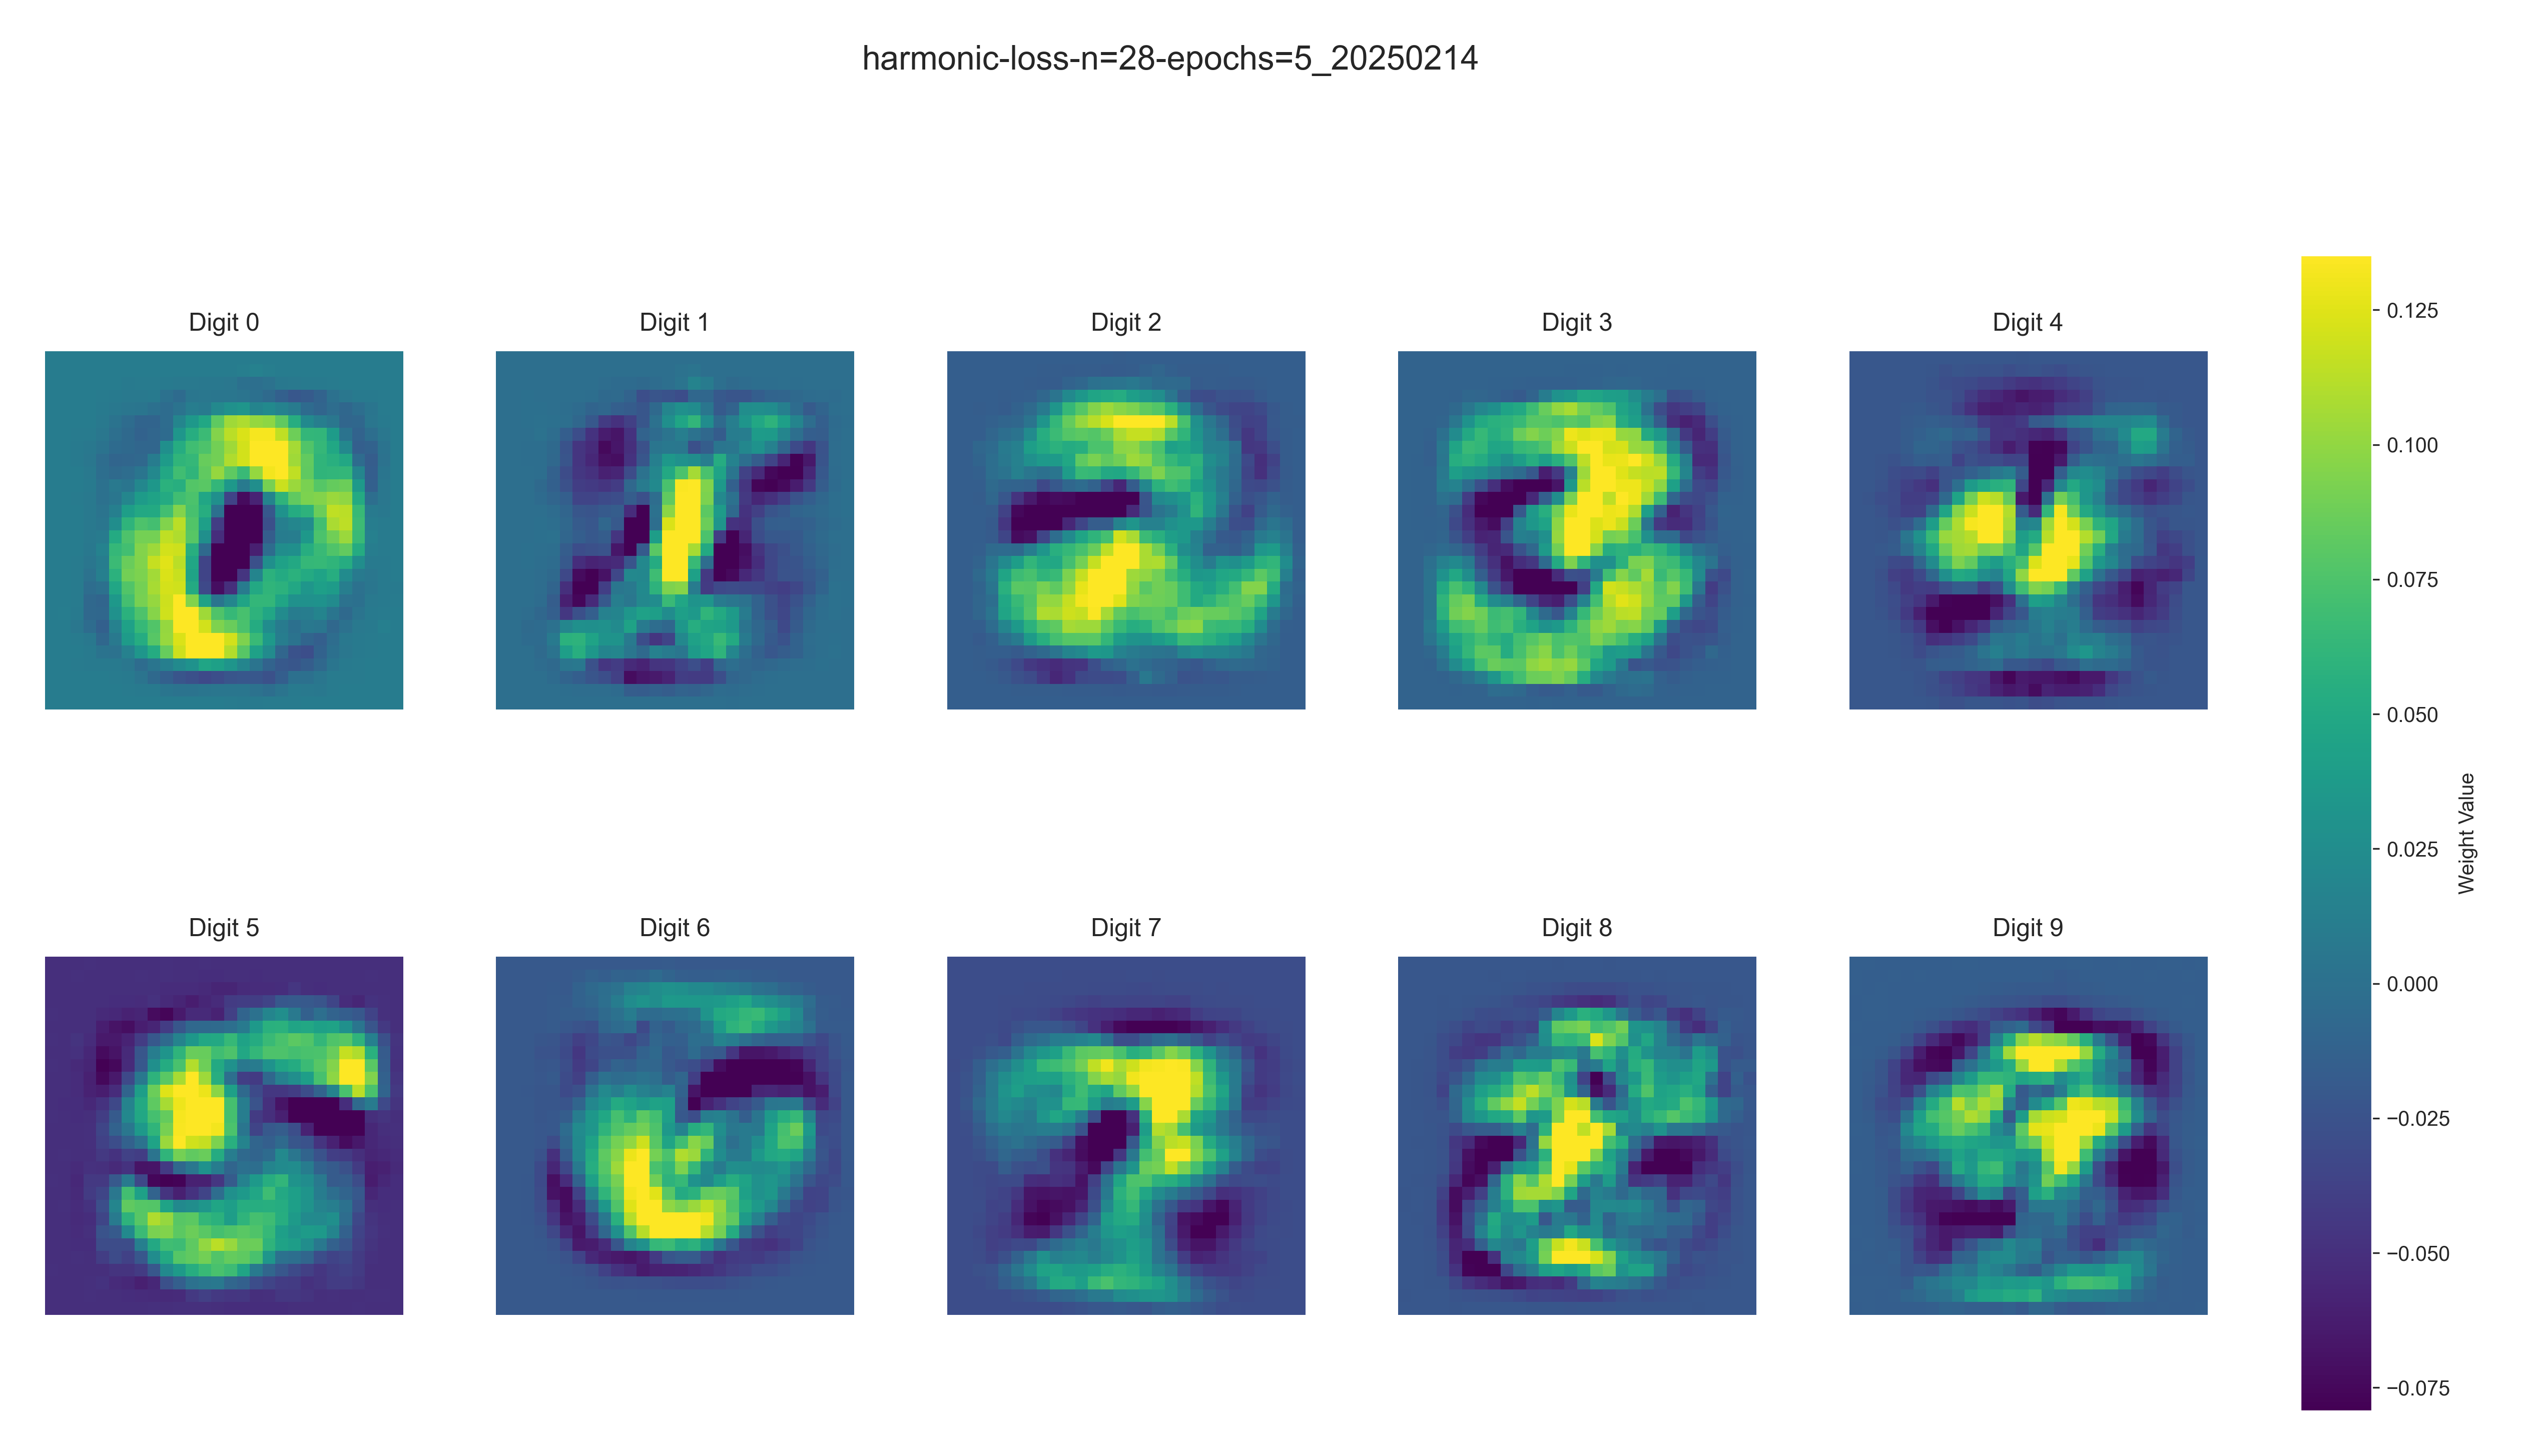 harmonic-loss-n=28-epochs=5_20250214
Digit 0
Digit 1
Digit 2
Digit 3
Digit 4
Digit 5
Digit 6
Digit 7
Digit 8
Digit 9
0.125
0.100
0.075
0.050
0.025
0.000
−0.025
−0.050
−0.075
Weight Value